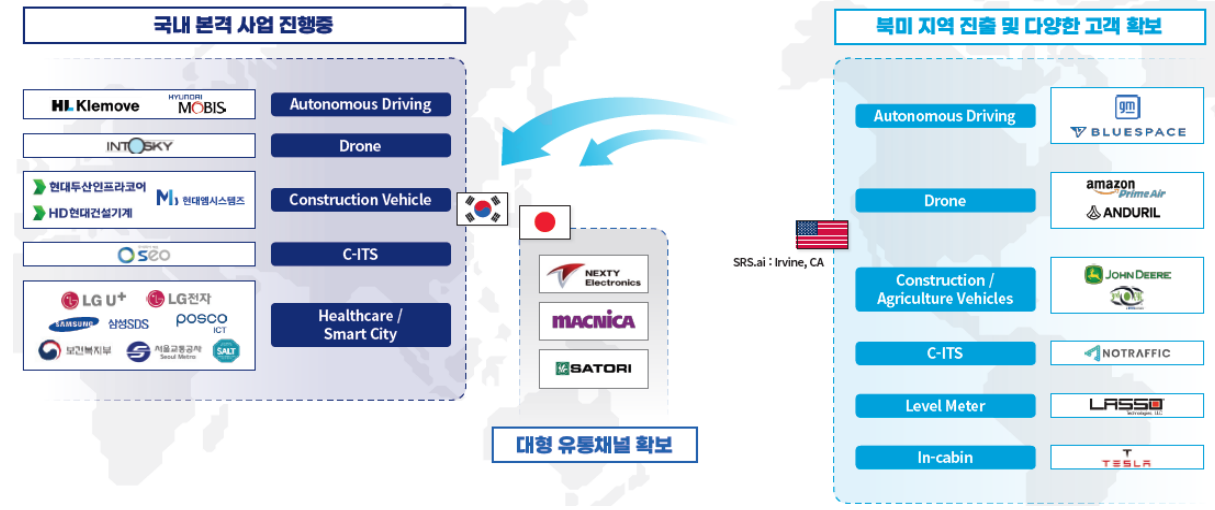 국내 본격 사업 진행중
HL Klemove
HYUNDAI
MOBIS
Autonomous Driving
INTOSKY
Drone
현대두산인프라코어
HD현대건설기계
현대엠시스템즈
Construction Vehicle
seo
C-ITS
LG U+
LG전자
SAMSUNG
삼성SDS
posco
ICT
보건복지부
서울교통공사
Seoul Metro
SALT
Healthcare /
Smart City
NEXTY
Electronics
MACNICA
SATORI
대형 유통채널 확보
SRS.ai : Irvine, CA
북미 지역 진출 및 다양한 고객 확보
Autonomous Driving
gm
BLUESPACE
Drone
amazon
Prime Air
ANDURIL
Construction /
Agriculture Vehicles
JOHN DEERE
C-ITS
NOTRAFFIC
Level Meter
LASSO
Technologies, LLC
In-cabin
TESLA